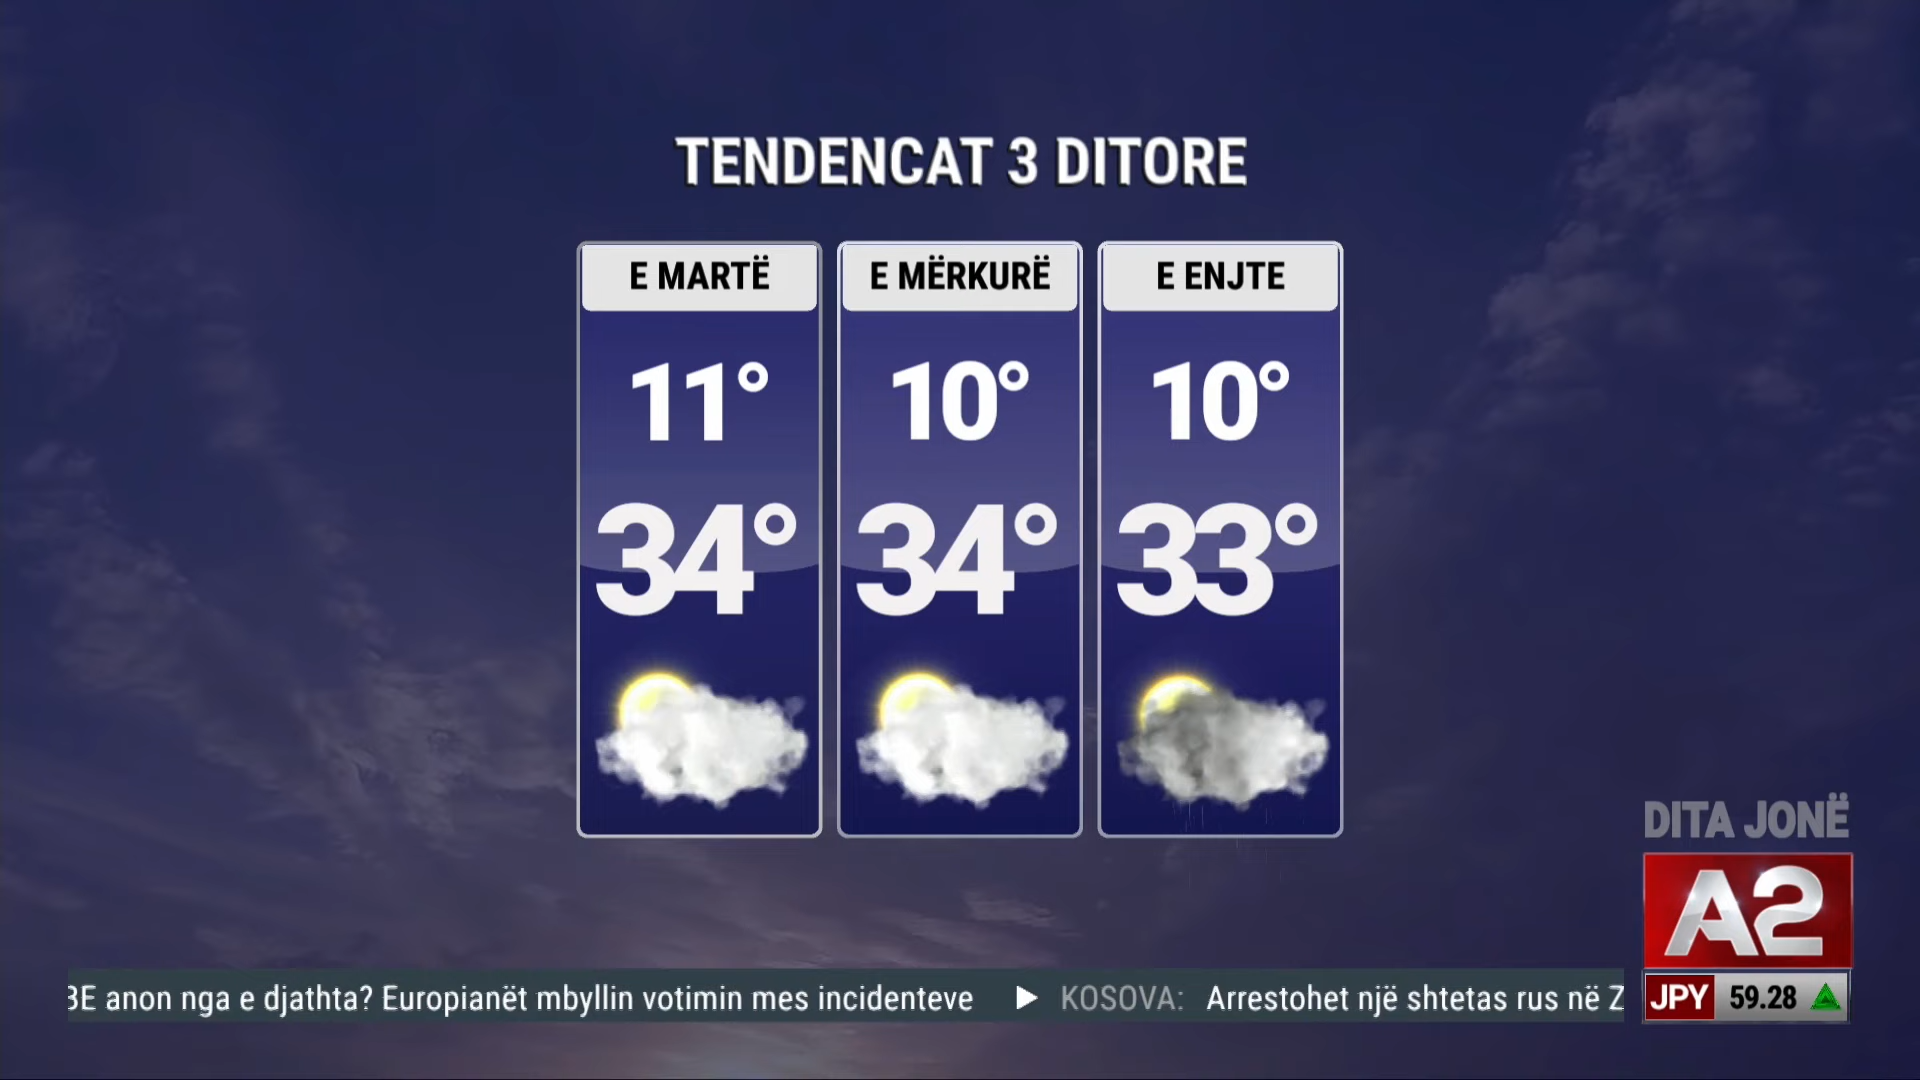 TENDENCAT 3 DITORE
E MARTË
11°
34°
E MËRKURË
10°
34°
E ENJTE
10°
33°
DITA JONË
A2
JPY 59.28
BE anon nga e djathta? Europianët mbyllin votimin mes incidenteve ▶ KOSOVA: Arrestohet një shtetas rus në Z